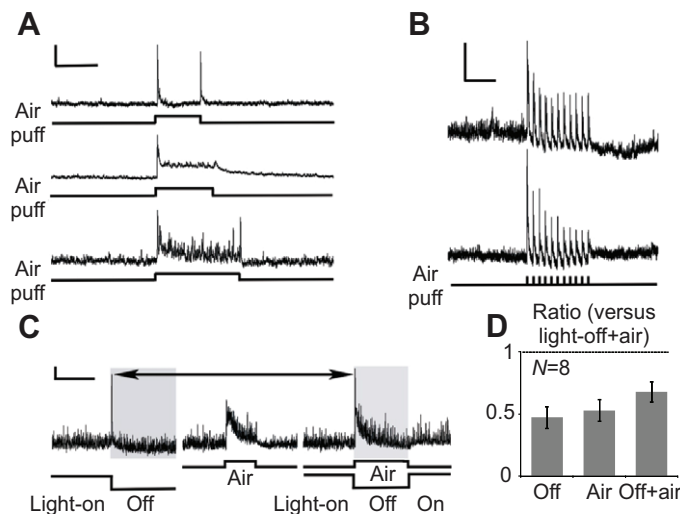 A
Air
puff
Air
puff
Air
puff
B
Air
puff
C
Air
Air
Light-on Off
Light-on Off On
D
Ratio (versus
light-off+air)
1
N=8
0.5
0
Off Air Off+air